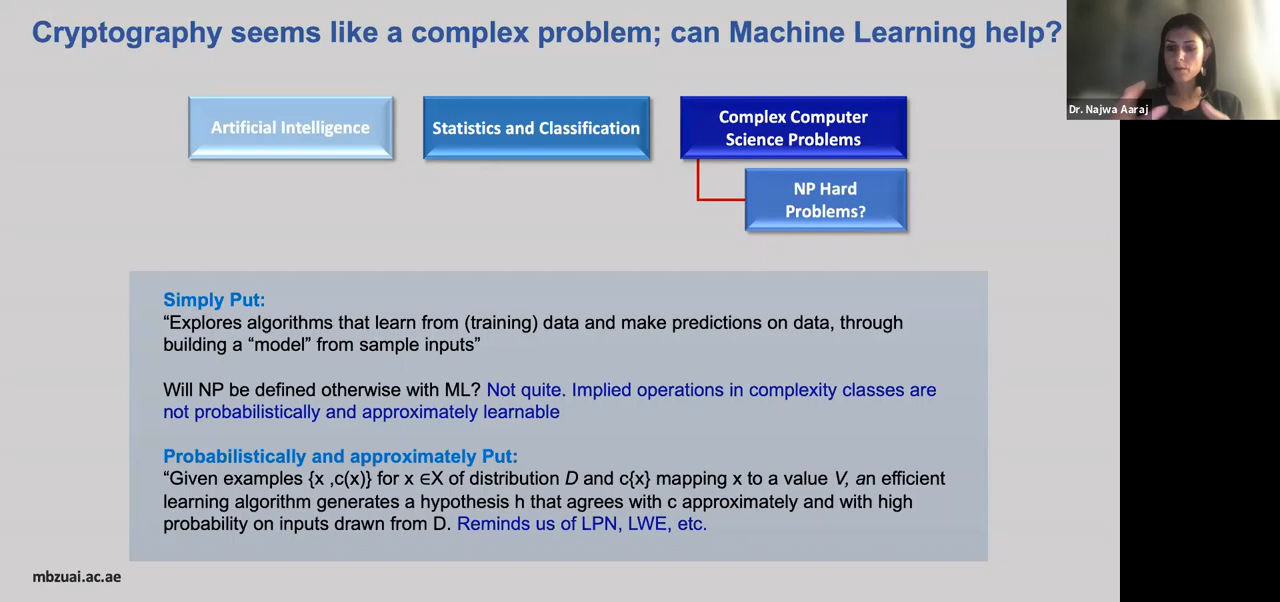 Cryptography seems like a complex problem; can Machine Learning help?
Dr. Najwa Aaraj
Artificial Intelligence
Statistics and Classification
Complex Computer
Science Problems
NP Hard
Problems?
Simply Put:
“Explores algorithms that learn from (training) data and make predictions on data, through
building a “model” from sample inputs”
Will NP be defined otherwise with ML? Not quite. Implied operations in complexity classes are
not probabilistically and approximately learnable
Probabilistically and approximately Put:
“Given examples {x ,c(x)} for x ∈X of distribution D and c{x} mapping x to a value V, an efficient
learning algorithm generates a hypothesis h that agrees with c approximately and with high
probability on inputs drawn from D. Reminds us of LPN, LWE, etc.
mbzuai.ac.ae